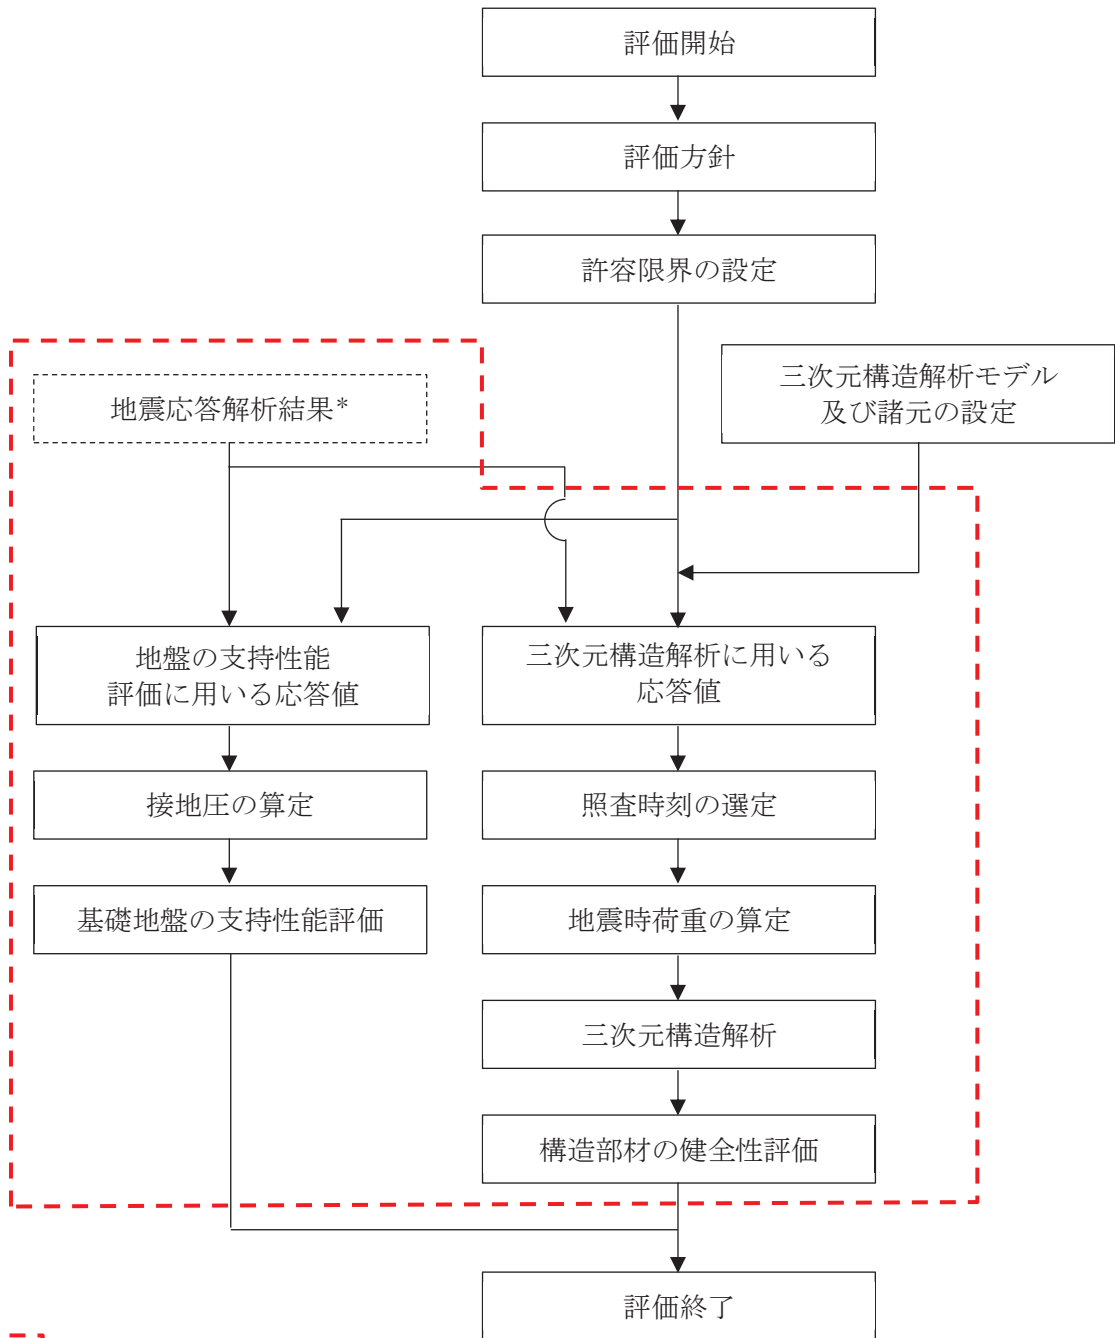 評価開始
評価方針
許容限界の設定
地震応答解析結果*
三次元構造解析モデル
及び諸元の設定
地盤の支持性能
評価に用いる応答値
三次元構造解析に用いる
応答値
接地圧の算定
照査時刻の選定
基礎地盤の支持性能評価
地震時荷重の算定
三次元構造解析
構造部材の健全性評価
評価終了